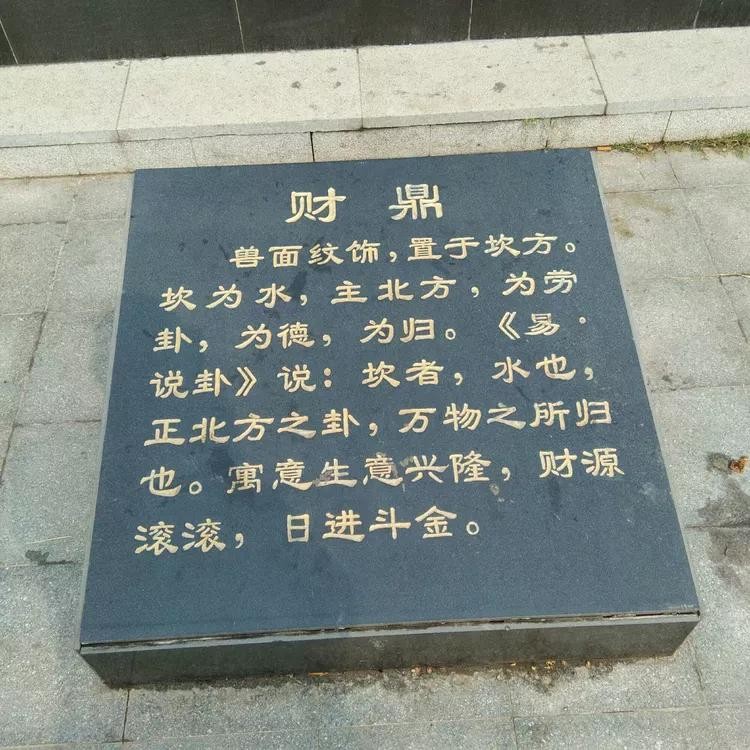 财鼎
兽面纹饰，置于坎方。
坎为水，主北方，为劳
卦，为德，为归。《易·
说卦》说：坎者，水也，
正北方之卦，万物之所归
也。寓意生意兴隆，财源
滚滚，日进斗金。